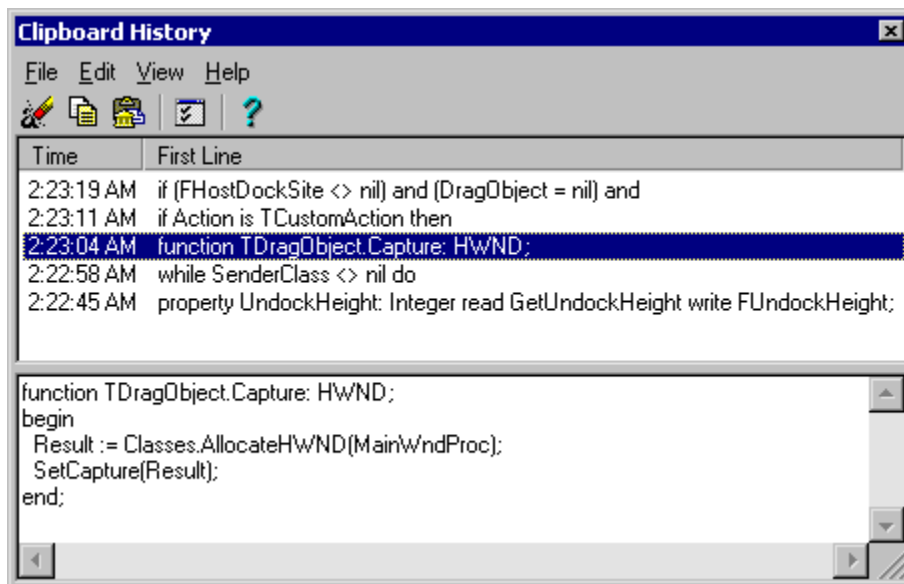 Clipboard History
File Edit View Help
Time First Line
2:23:19 AM if (FHostDockSite <> nil) and (DragObject = nil) and
2:23:11 AM if Action is TCustomAction then
2:23:04 AM function TDragObject.Capture: HWND;
2:22:58 AM while SenderClass <> nil do
2:22:45 AM property UndockHeight: Integer read GetUndockHeight write FUndockHeight;
function TDragObject.Capture: HWND;
begin
  Result := Classes.AllocateHWND(MainWndProc);
  SetCapture(Result);
end;